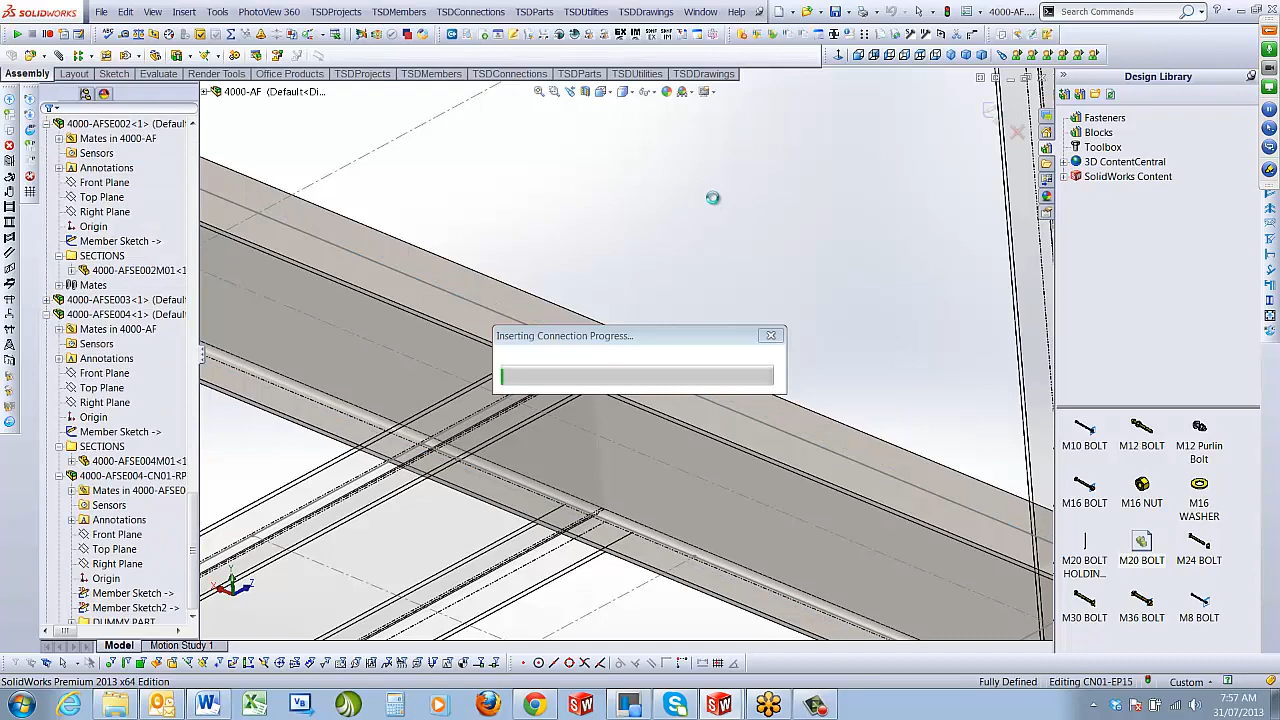 SOLIDWORKS File Edit View Insert Tools PhotoView 360 TSDProjects TSDMembers TSDConnections TSDParts TSDUtilities TSDDrawings Window Help 4000-AF.... Search Commands
Assembly Layout Sketch Evaluate Render Tools Office Products TSDProjects TSDMembers TSDConnections TSDParts TSDUtilities TSDDrawings
Design Library
4000-AF (Default<Di...
4000-AFSE002<1> (Defaul
Mates in 4000-AF
Sensors
Annotations
Front Plane
Top Plane
Right Plane
Origin
Member Sketch ->
SECTIONS
4000-AFSE002M01<1
Mates
4000-AFSE003<1> (Default
4000-AFSE004<1> (Default
Mates in 4000-AF
Sensors
Annotations
Front Plane
Top Plane
Right Plane
Origin
Member Sketch ->
SECTIONS
4000-AFSE004M01<1
4000-AFSE004-CN01-RP
Mates in 4000-AFSE0
Sensors
Annotations
Front Plane
Top Plane
Right Plane
Origin
Member Sketch ->
Member Sketch2 ->
DUMMY PART
Inserting Connection Progress...
Fasteners
Blocks
Toolbox
3D ContentCentral
SolidWorks Content
M10 BOLT M12 BOLT M12 Purlin
Bolt
M16 BOLT M16 NUT M16
WASHER
M20 BOLT M20 BOLT M24 BOLT
HOLDIN...
M30 BOLT M36 BOLT M8 BOLT
Model Motion Study 1
SolidWorks Premium 2013 x64 Edition Fully Defined Editing CN01-EP15 Custom
7:57 AM
31/07/2013